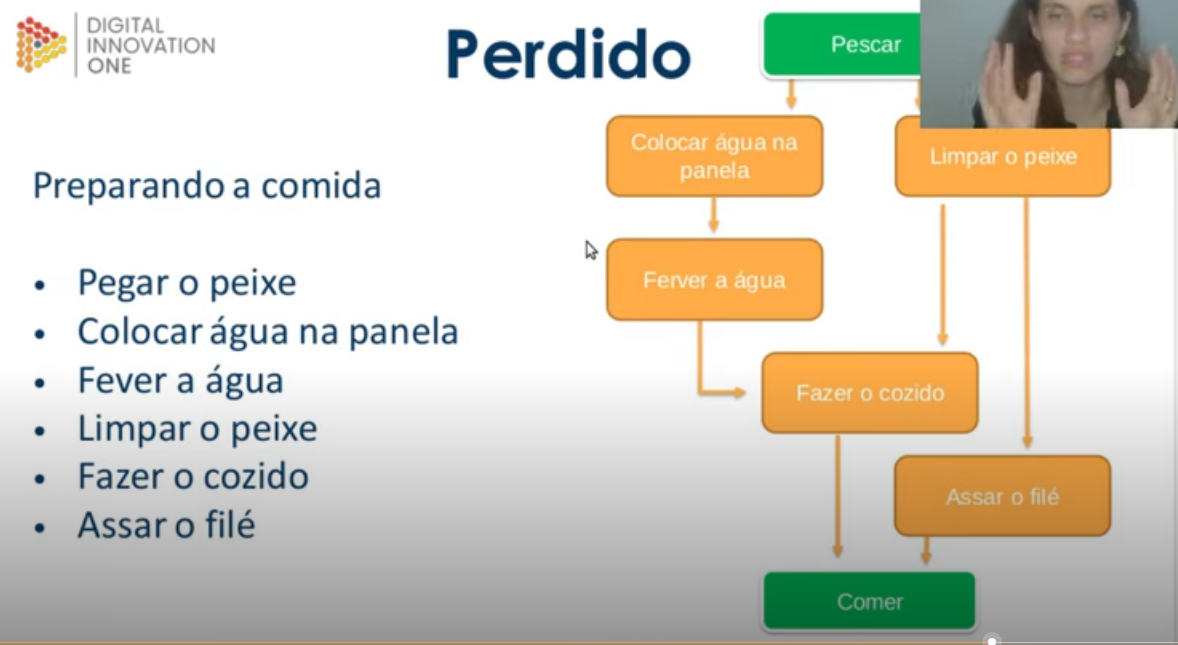 DIGITAL
INNOVATION
ONE
Perdido
Preparando a comida
• Pegar o peixe
• Colocar água na panela
• Fever a água
• Limpar o peixe
• Fazer o cozido
• Assar o filé
Pescar
Colocar água na
panela
Limpar o peixe
Ferver a água
Fazer o cozido
Assar o filé
Comer